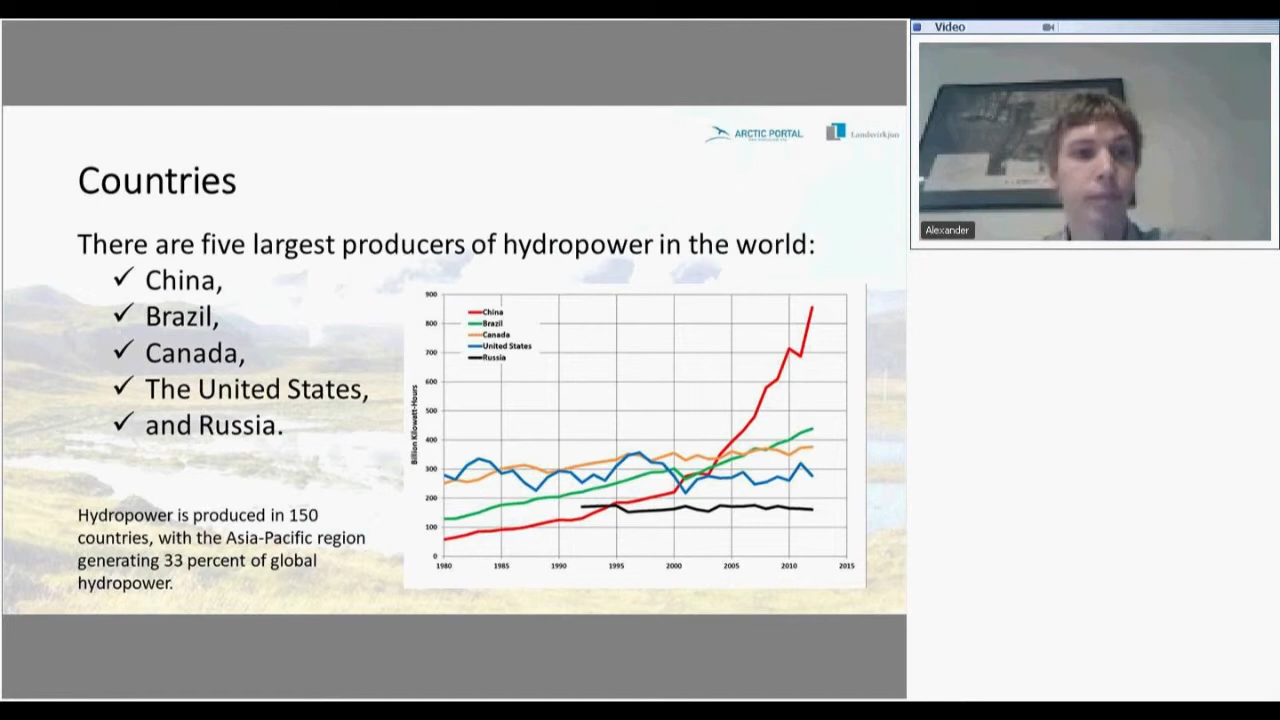 Video
Alexander
ARCTIC PORTAL
Landsvirkjun
Countries
There are five largest producers of hydropower in the world:
✓ China,
✓ Brazil,
✓ Canada,
✓ The United States,
✓ and Russia.
Hydropower is produced in 150
countries, with the Asia-Pacific region
generating 33 percent of global
hydropower.
Billion Kilowatt-Hours
900
800
700
600
500
400
300
200
100
0
China
Brazil
Canada
United States
Russia
1980 1985 1990 1995 2000 2005 2010 2015